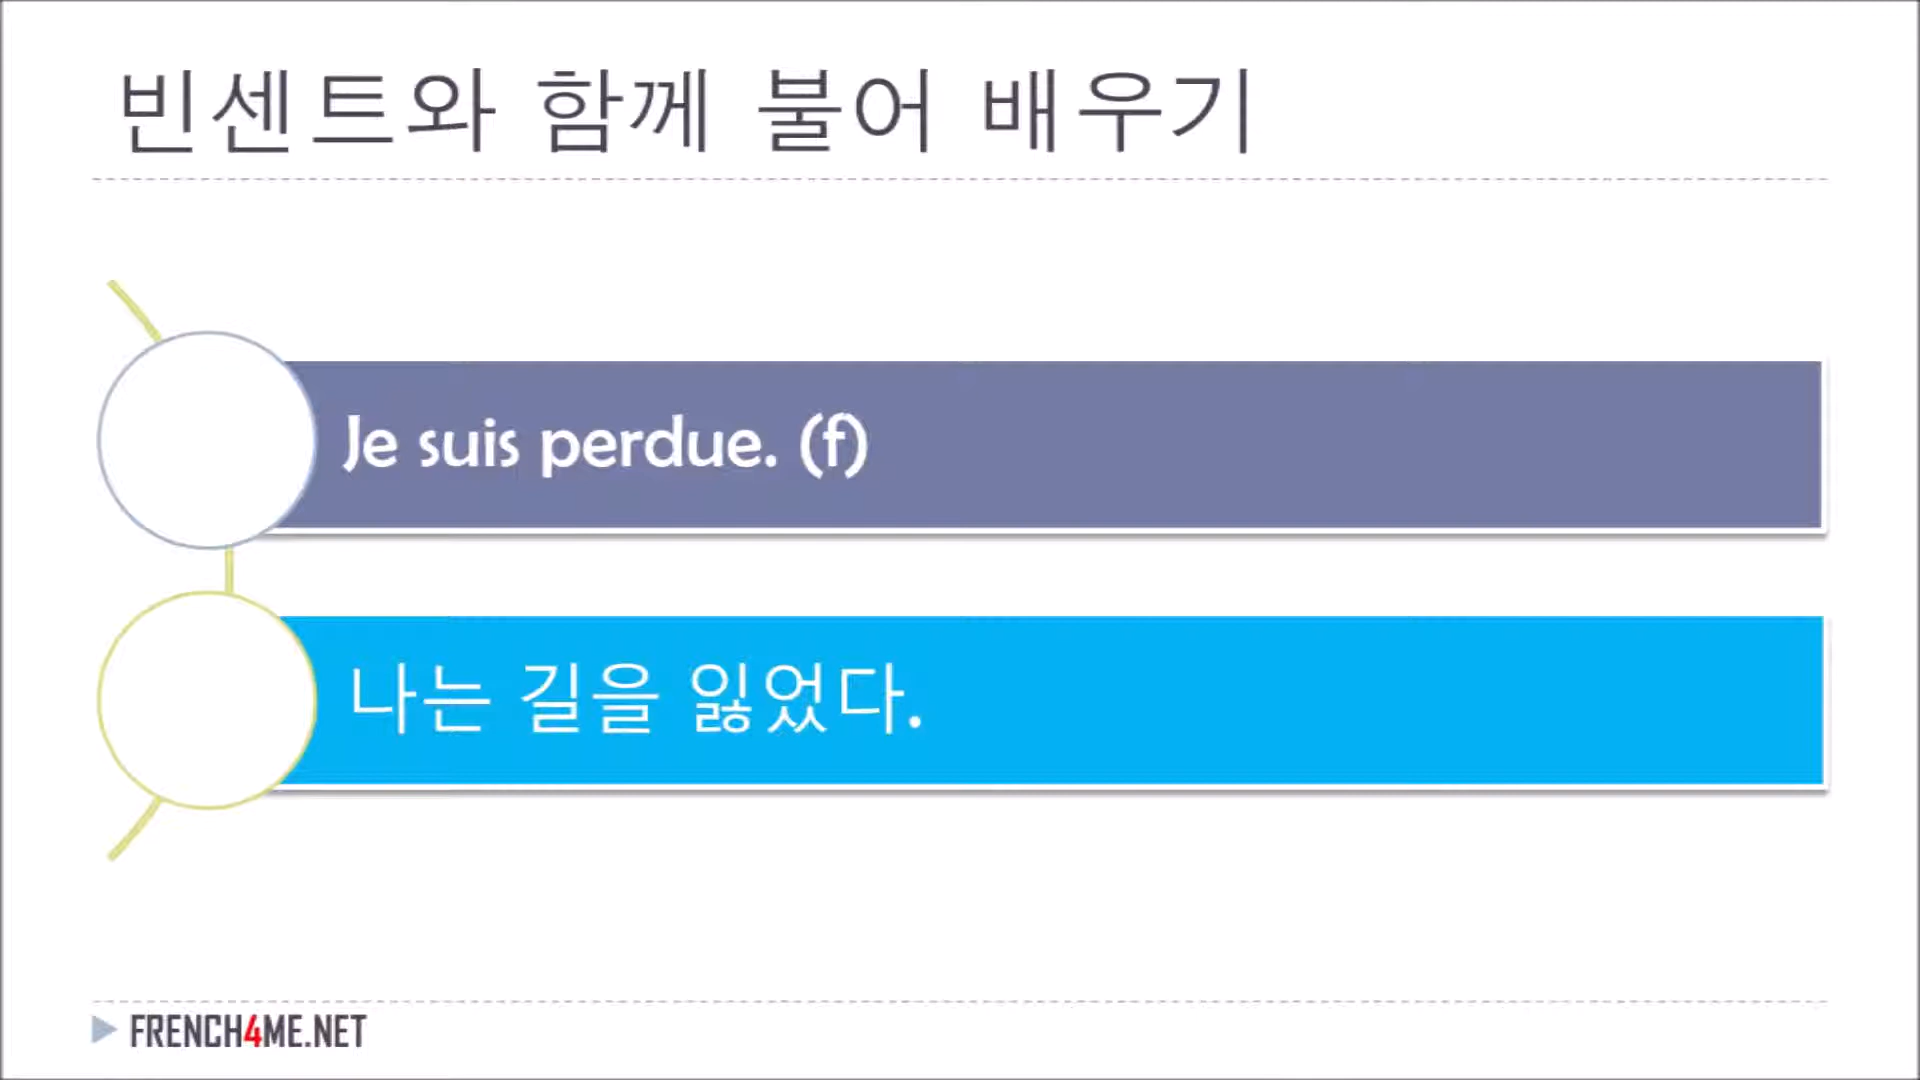 빈센트와 함께 불어 배우기
Je suis perdue. (f)
나는 길을 잃었다.
FRENCH4ME.NET